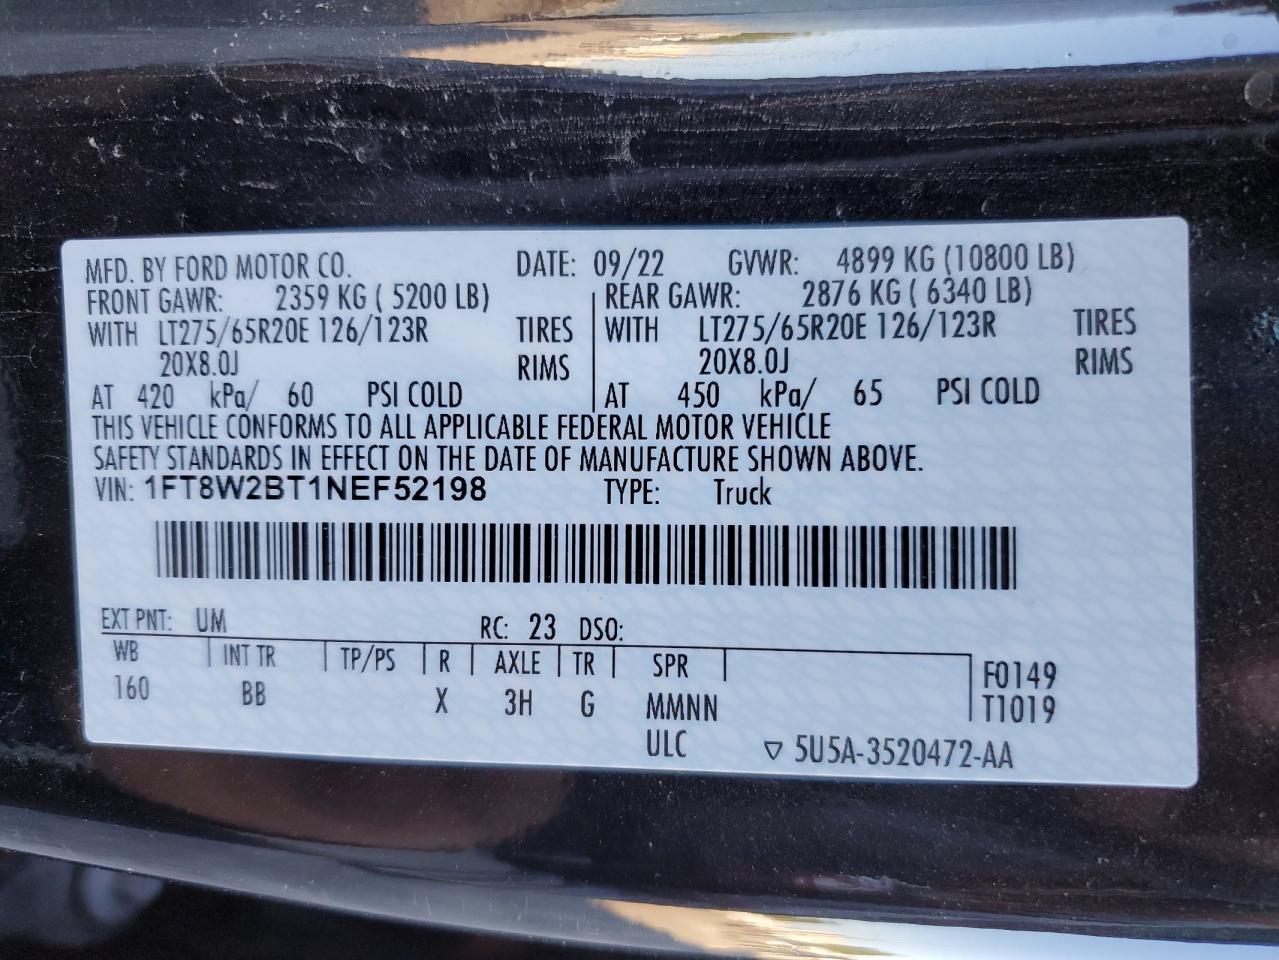 MFD. BY FORD MOTOR CO. DATE: 09/22 GVWR: 4899 KG (10800 LB)
FRONT GAWR: 2359 KG ( 5200 LB) REAR GAWR: 2876 KG ( 6340 LB)
WITH LT275/65R20E 126/123R TIRES WITH LT275/65R20E 126/123R TIRES
20X8.0J RIMS 20X8.0J RIMS
AT 420 kPa/ 60 PSI COLD AT 450 kPa/ 65 PSI COLD
THIS VEHICLE CONFORMS TO ALL APPLICABLE FEDERAL MOTOR VEHICLE
SAFETY STANDARDS IN EFFECT ON THE DATE OF MANUFACTURE SHOWN ABOVE.
VIN: 1FT8W2BT1NEF52198 TYPE: Truck
EXT PNT: UM RC: 23 DSO:
WB INT TR TP/PS R AXLE TR SPR F0149
160 BB X 3H G MMNN T1019
ULC ▽ 5U5A-3520472-AA